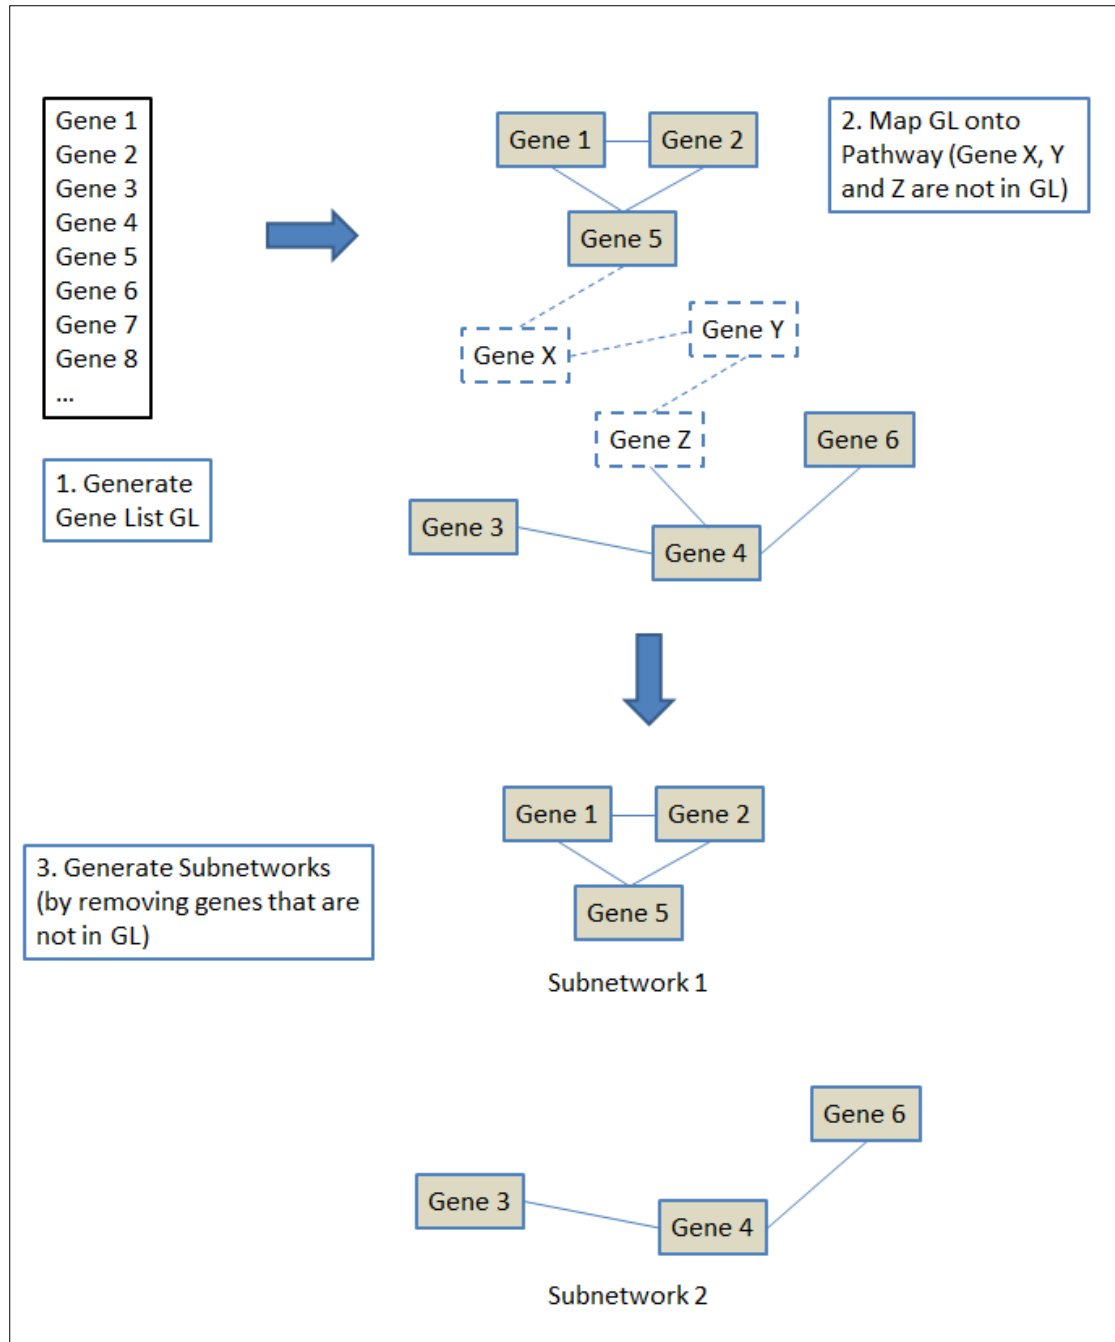 Gene 1
Gene 2
Gene 3
Gene 4
Gene 5
Gene 6
Gene 7
Gene 8
...
1. Generate
Gene List GL
Gene 1
Gene 2
Gene 5
Gene X
Gene Y
Gene Z
Gene 6
Gene 3
Gene 4
2. Map GL onto
Pathway (Gene X, Y
and Z are not in GL)
3. Generate Subnetworks
(by removing genes that are
not in GL)
Gene 1
Gene 2
Gene 5
Subnetwork 1
Gene 6
Gene 3
Gene 4
Subnetwork 2